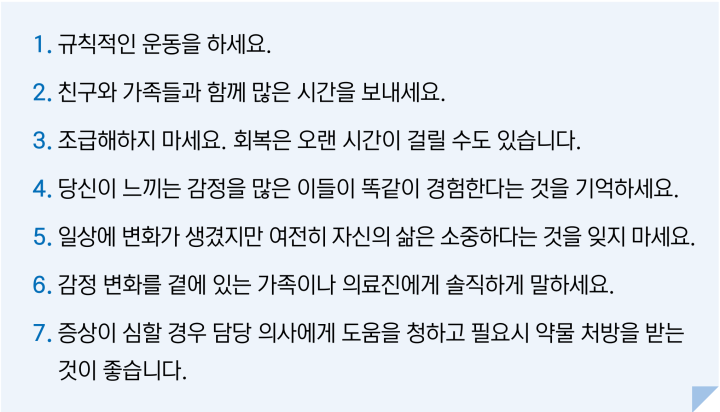 1. 규칙적인 운동을 하세요.
2. 친구와 가족들과 함께 많은 시간을 보내세요.
3. 조급해하지 마세요. 회복은 오랜 시간이 걸릴 수도 있습니다.
4. 당신이 느끼는 감정을 많은 이들이 똑같이 경험한다는 것을 기억하세요.
5. 일상에 변화가 생겼지만 여전히 자신의 삶은 소중하다는 것을 잊지 마세요.
6. 감정 변화를 곁에 있는 가족이나 의료진에게 솔직하게 말하세요.
7. 증상이 심할 경우 담당 의사에게 도움을 청하고 필요시 약물 처방을 받는
것이 좋습니다.